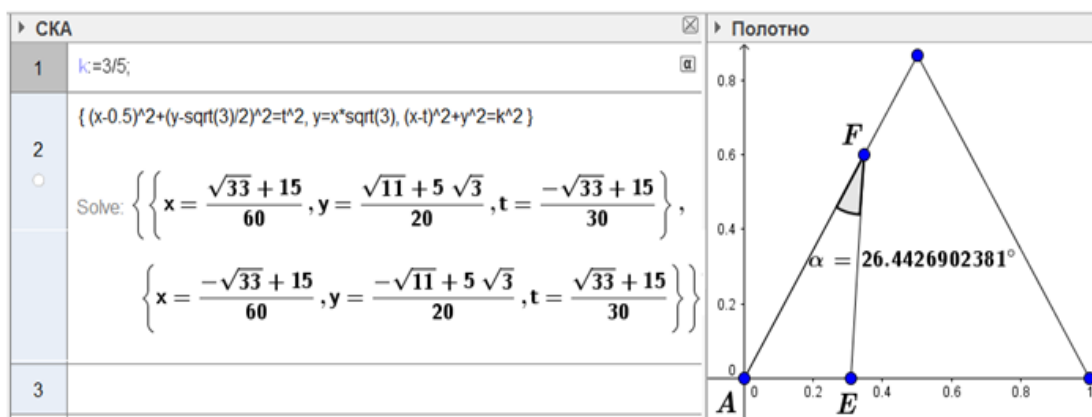 СКА
1 k:=3/5; α
2 { (x-0.5)^2+(y-sqrt(3)/2)^2=t^2, y=x*sqrt(3), (x-t)^2+y^2=k^2 }
Solve: {{x = (√33 + 15)/60, y = (√11 + 5 √3)/20, t = (-√33 + 15)/30},
{x = (-√33 + 15)/60, y = (-√11 + 5 √3)/20, t = (√33 + 15)/30}}
3
Полотно
0.8
F
0.6
0.4
α = 26.4426902381°
0.2
0
0 0.2 0.4 0.6 0.8 1
A E